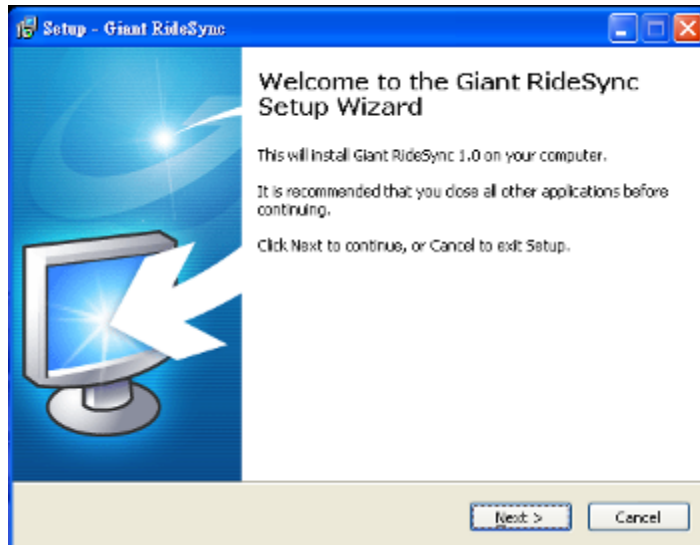 Setup - Giant RideSync
Welcome to the Giant RideSync
Setup Wizard
This will install Giant RideSync 1.0 on your computer.
It is recommended that you close all other applications before
continuing.
Click Next to continue, or Cancel to exit Setup.
Next >
Cancel